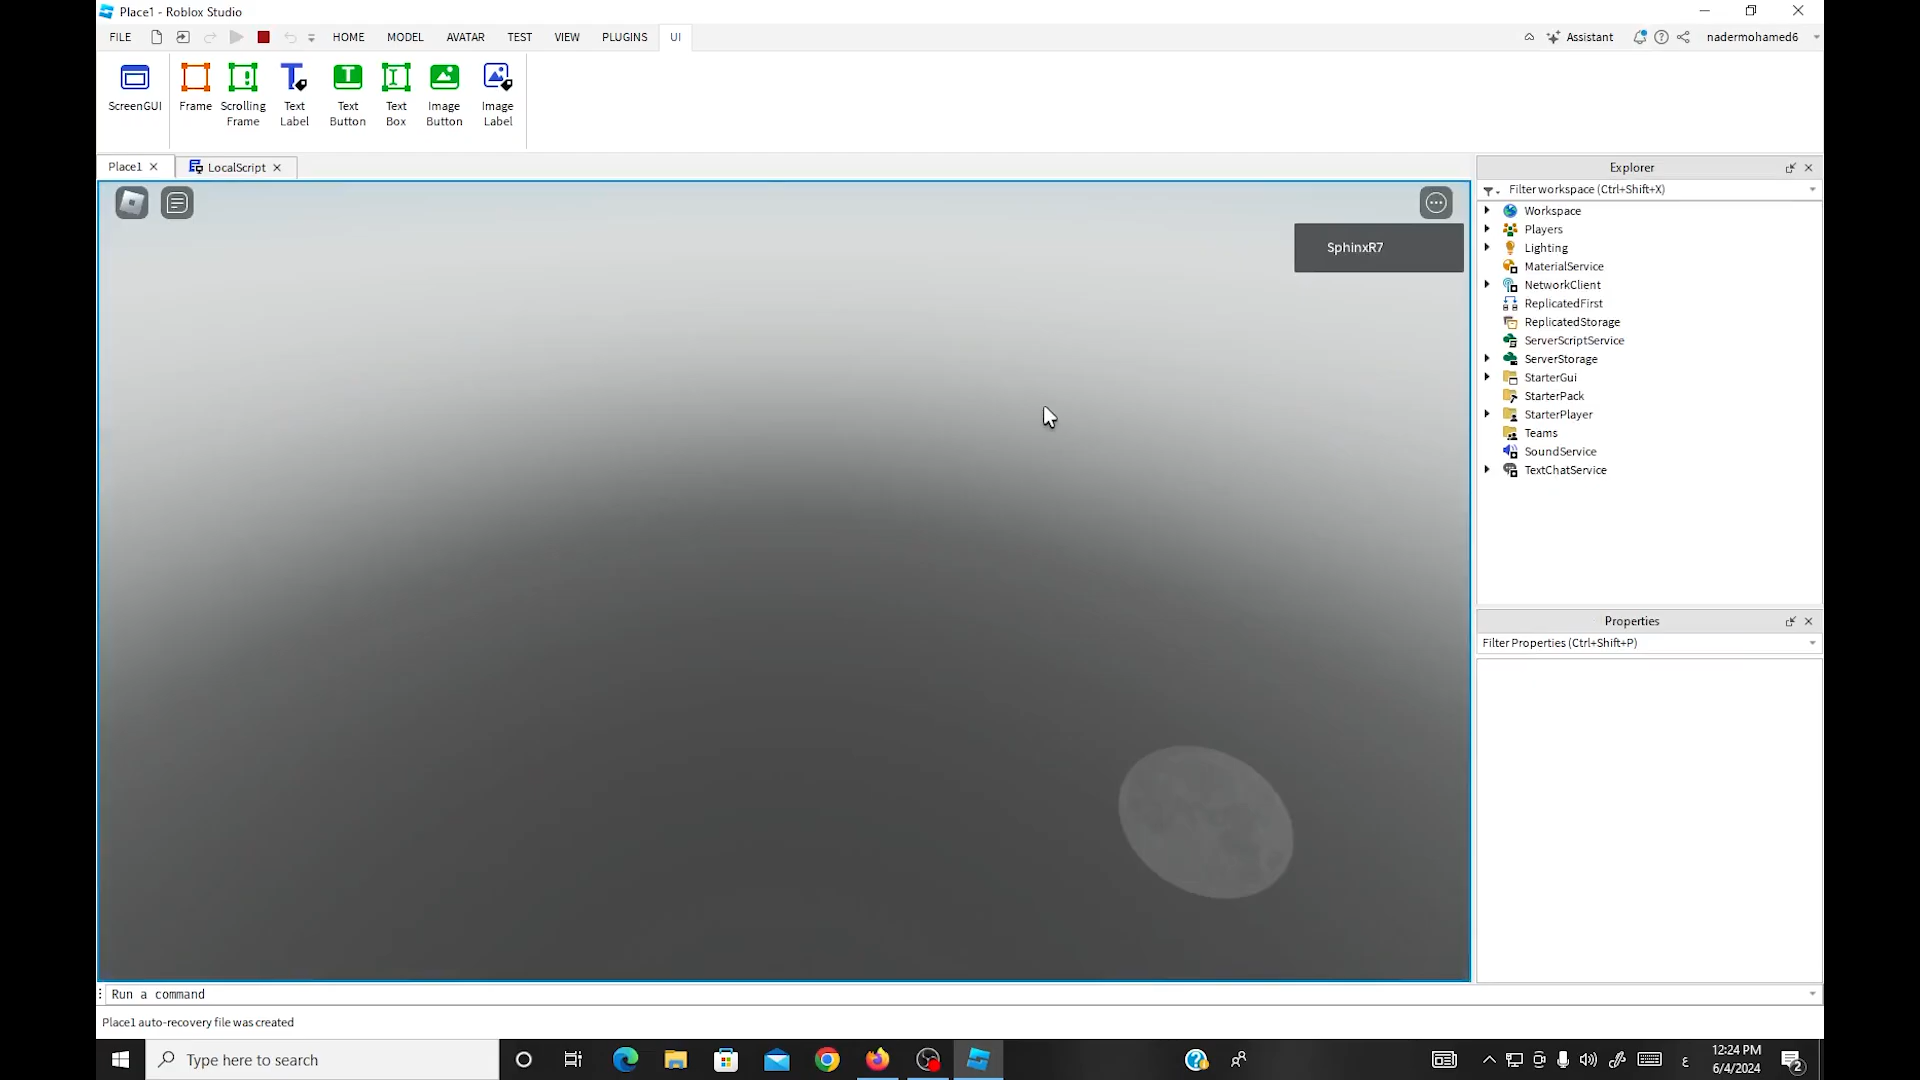 Place1 - Roblox Studio
FILE HOME MODEL AVATAR TEST VIEW PLUGINS UI Assistant nadermohamed6
ScreenGUI
Frame
Scrolling
Frame
Text
Label
Text
Button
Text
Box
Image
Button
Image
Label
Place1
LocalScript
SphinxR7
Explorer
Filter workspace (Ctrl+Shift+X)
Workspace
Players
Lighting
MaterialService
NetworkClient
ReplicatedFirst
ReplicatedStorage
ServerScriptService
ServerStorage
StarterGui
StarterPack
StarterPlayer
Teams
SoundService
TextChatService
Properties
Filter Properties (Ctrl+Shift+P)
Run a command
Place1 auto-recovery file was created
Type here to search
ع
12:24 PM
6/4/2024
2